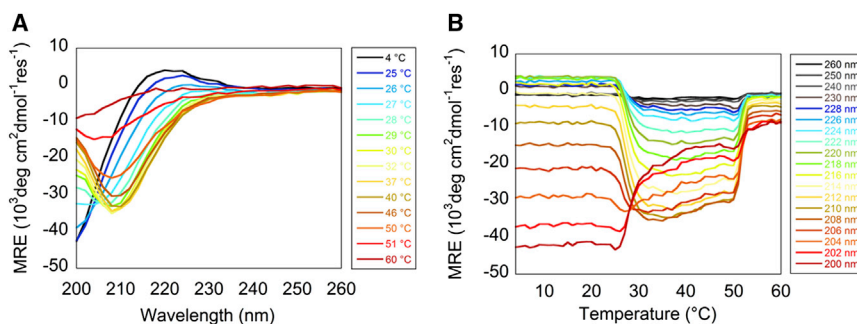 A
MRE (10³deg cm²dmol⁻¹res⁻¹)
10
0
-10
-20
-30
-40
-50
200 210 220 230 240 250 260
Wavelength (nm)
4 °C
25 °C
26 °C
27 °C
28 °C
29 °C
30 °C
32 °C
37 °C
40 °C
46 °C
50 °C
51 °C
60 °C
B
MRE (10³deg cm²dmol⁻¹res⁻¹)
10
0
-10
-20
-30
-40
-50
10 20 30 40 50 60
Temperature (°C)
260 nm
250 nm
240 nm
230 nm
228 nm
226 nm
224 nm
222 nm
220 nm
218 nm
216 nm
214 nm
212 nm
210 nm
208 nm
206 nm
204 nm
202 nm
200 nm